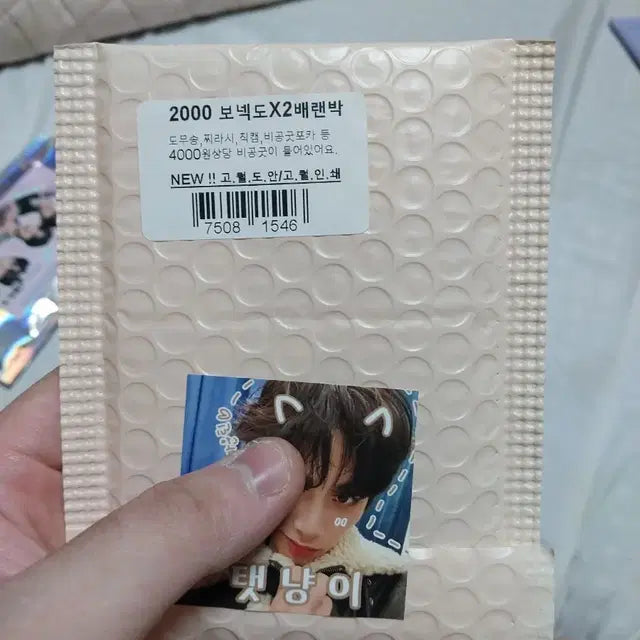 2000 보넥도X2배랜박
도무송,찌라시,직캠,비공굿포카 등
4000원상당 비공굿이 들어있어요.
NEW !! 고.퀄.도.안/고.퀄.인.쇄
7508 1546
댓냥이